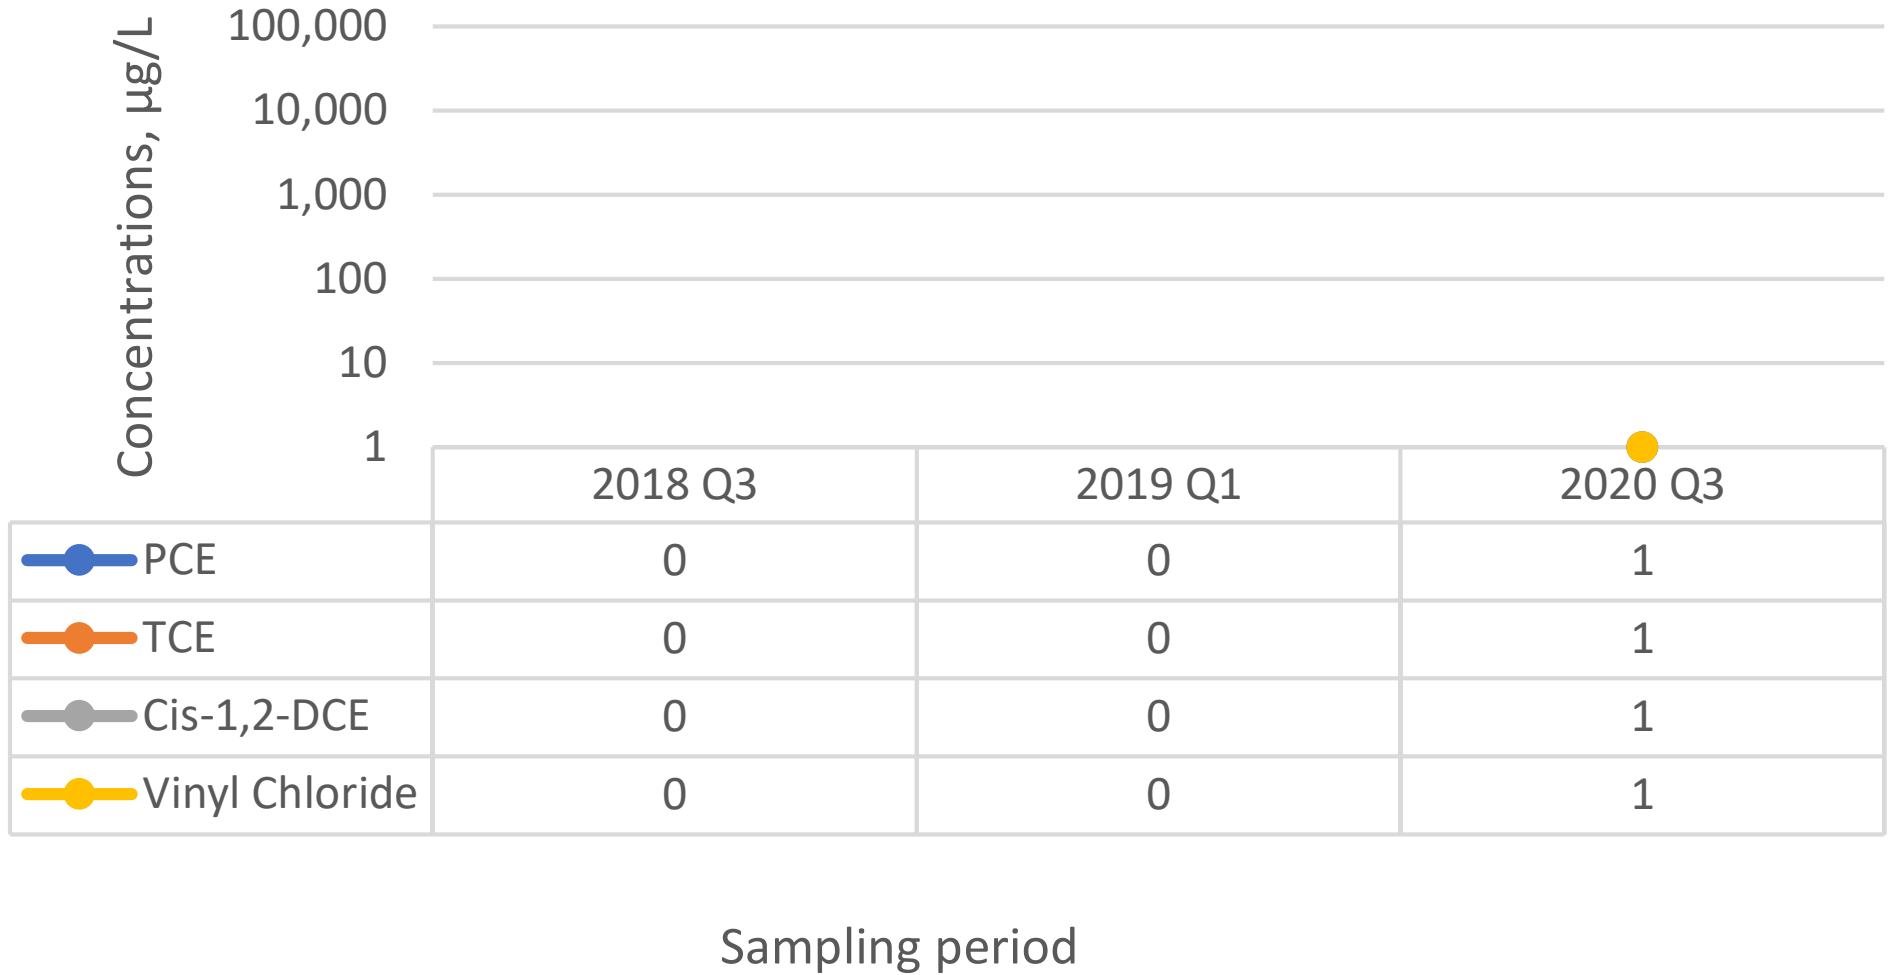 Concentrations, µg/L
100,000
10,000
1,000
100
10
1
2018 Q3 2019 Q1 2020 Q3
PCE 0 0 1
TCE 0 0 1
Cis-1,2-DCE 0 0 1
Vinyl Chloride 0 0 1
Sampling period